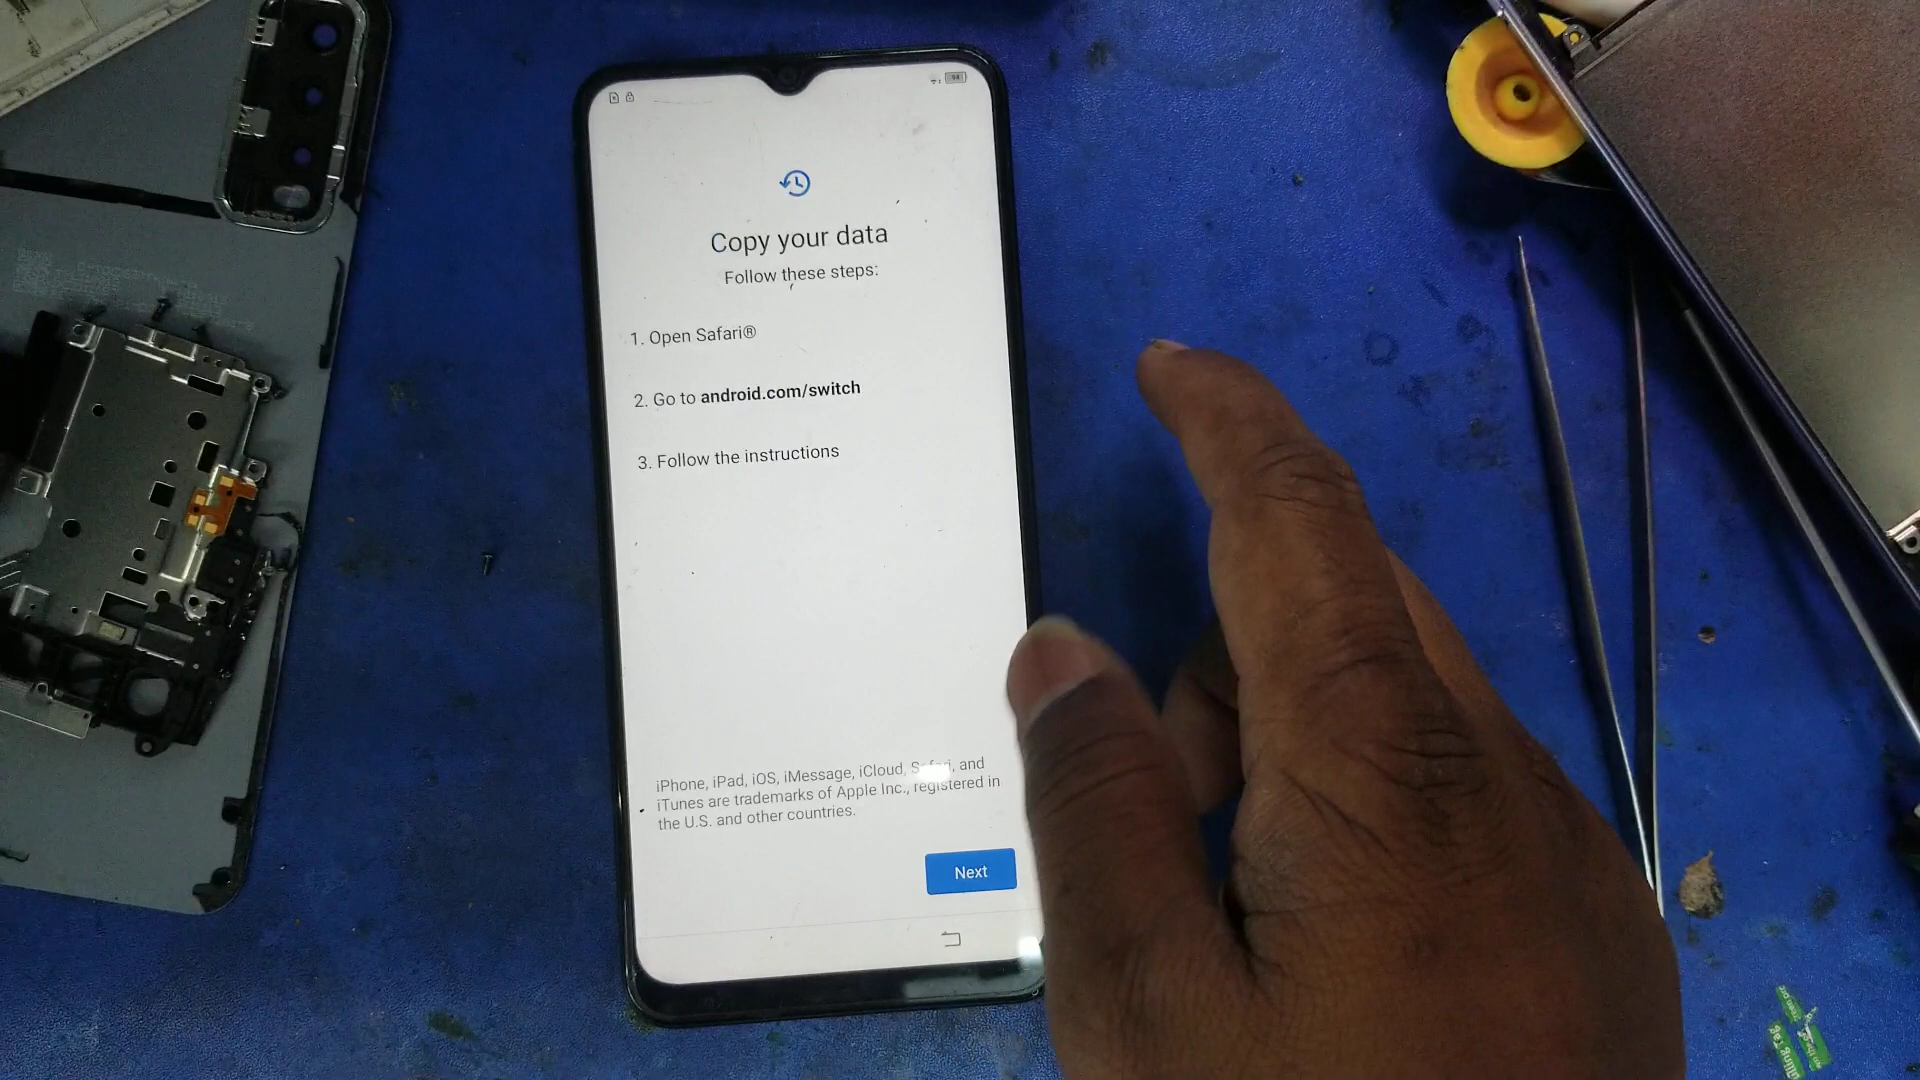 94
Copy your data
Follow these steps:
1. Open Safari®
2. Go to android.com/switch
3. Follow the instructions
iPhone, iPad, iOS, iMessage, iCloud, Safari, and
iTunes are trademarks of Apple Inc., registered in
the U.S. and other countries.
Next